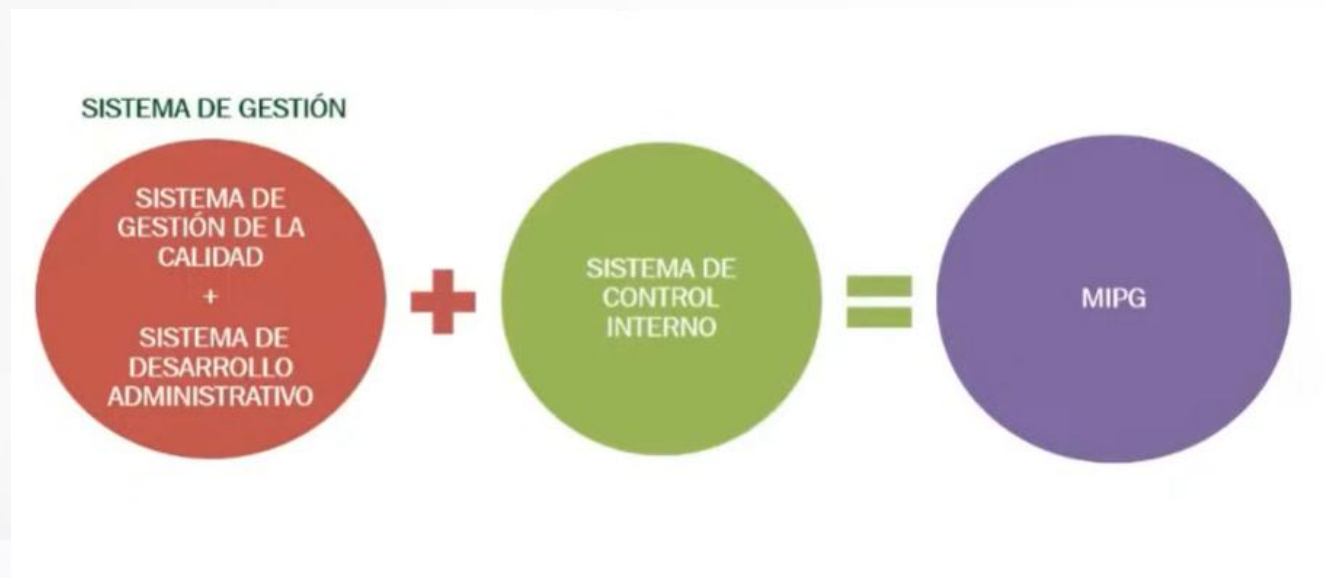 SISTEMA DE GESTIÓN
SISTEMA DE
GESTIÓN DE LA
CALIDAD
+
SISTEMA DE
DESARROLLO
ADMINISTRATIVO
+
SISTEMA DE
CONTROL
INTERNO
=
MIPG